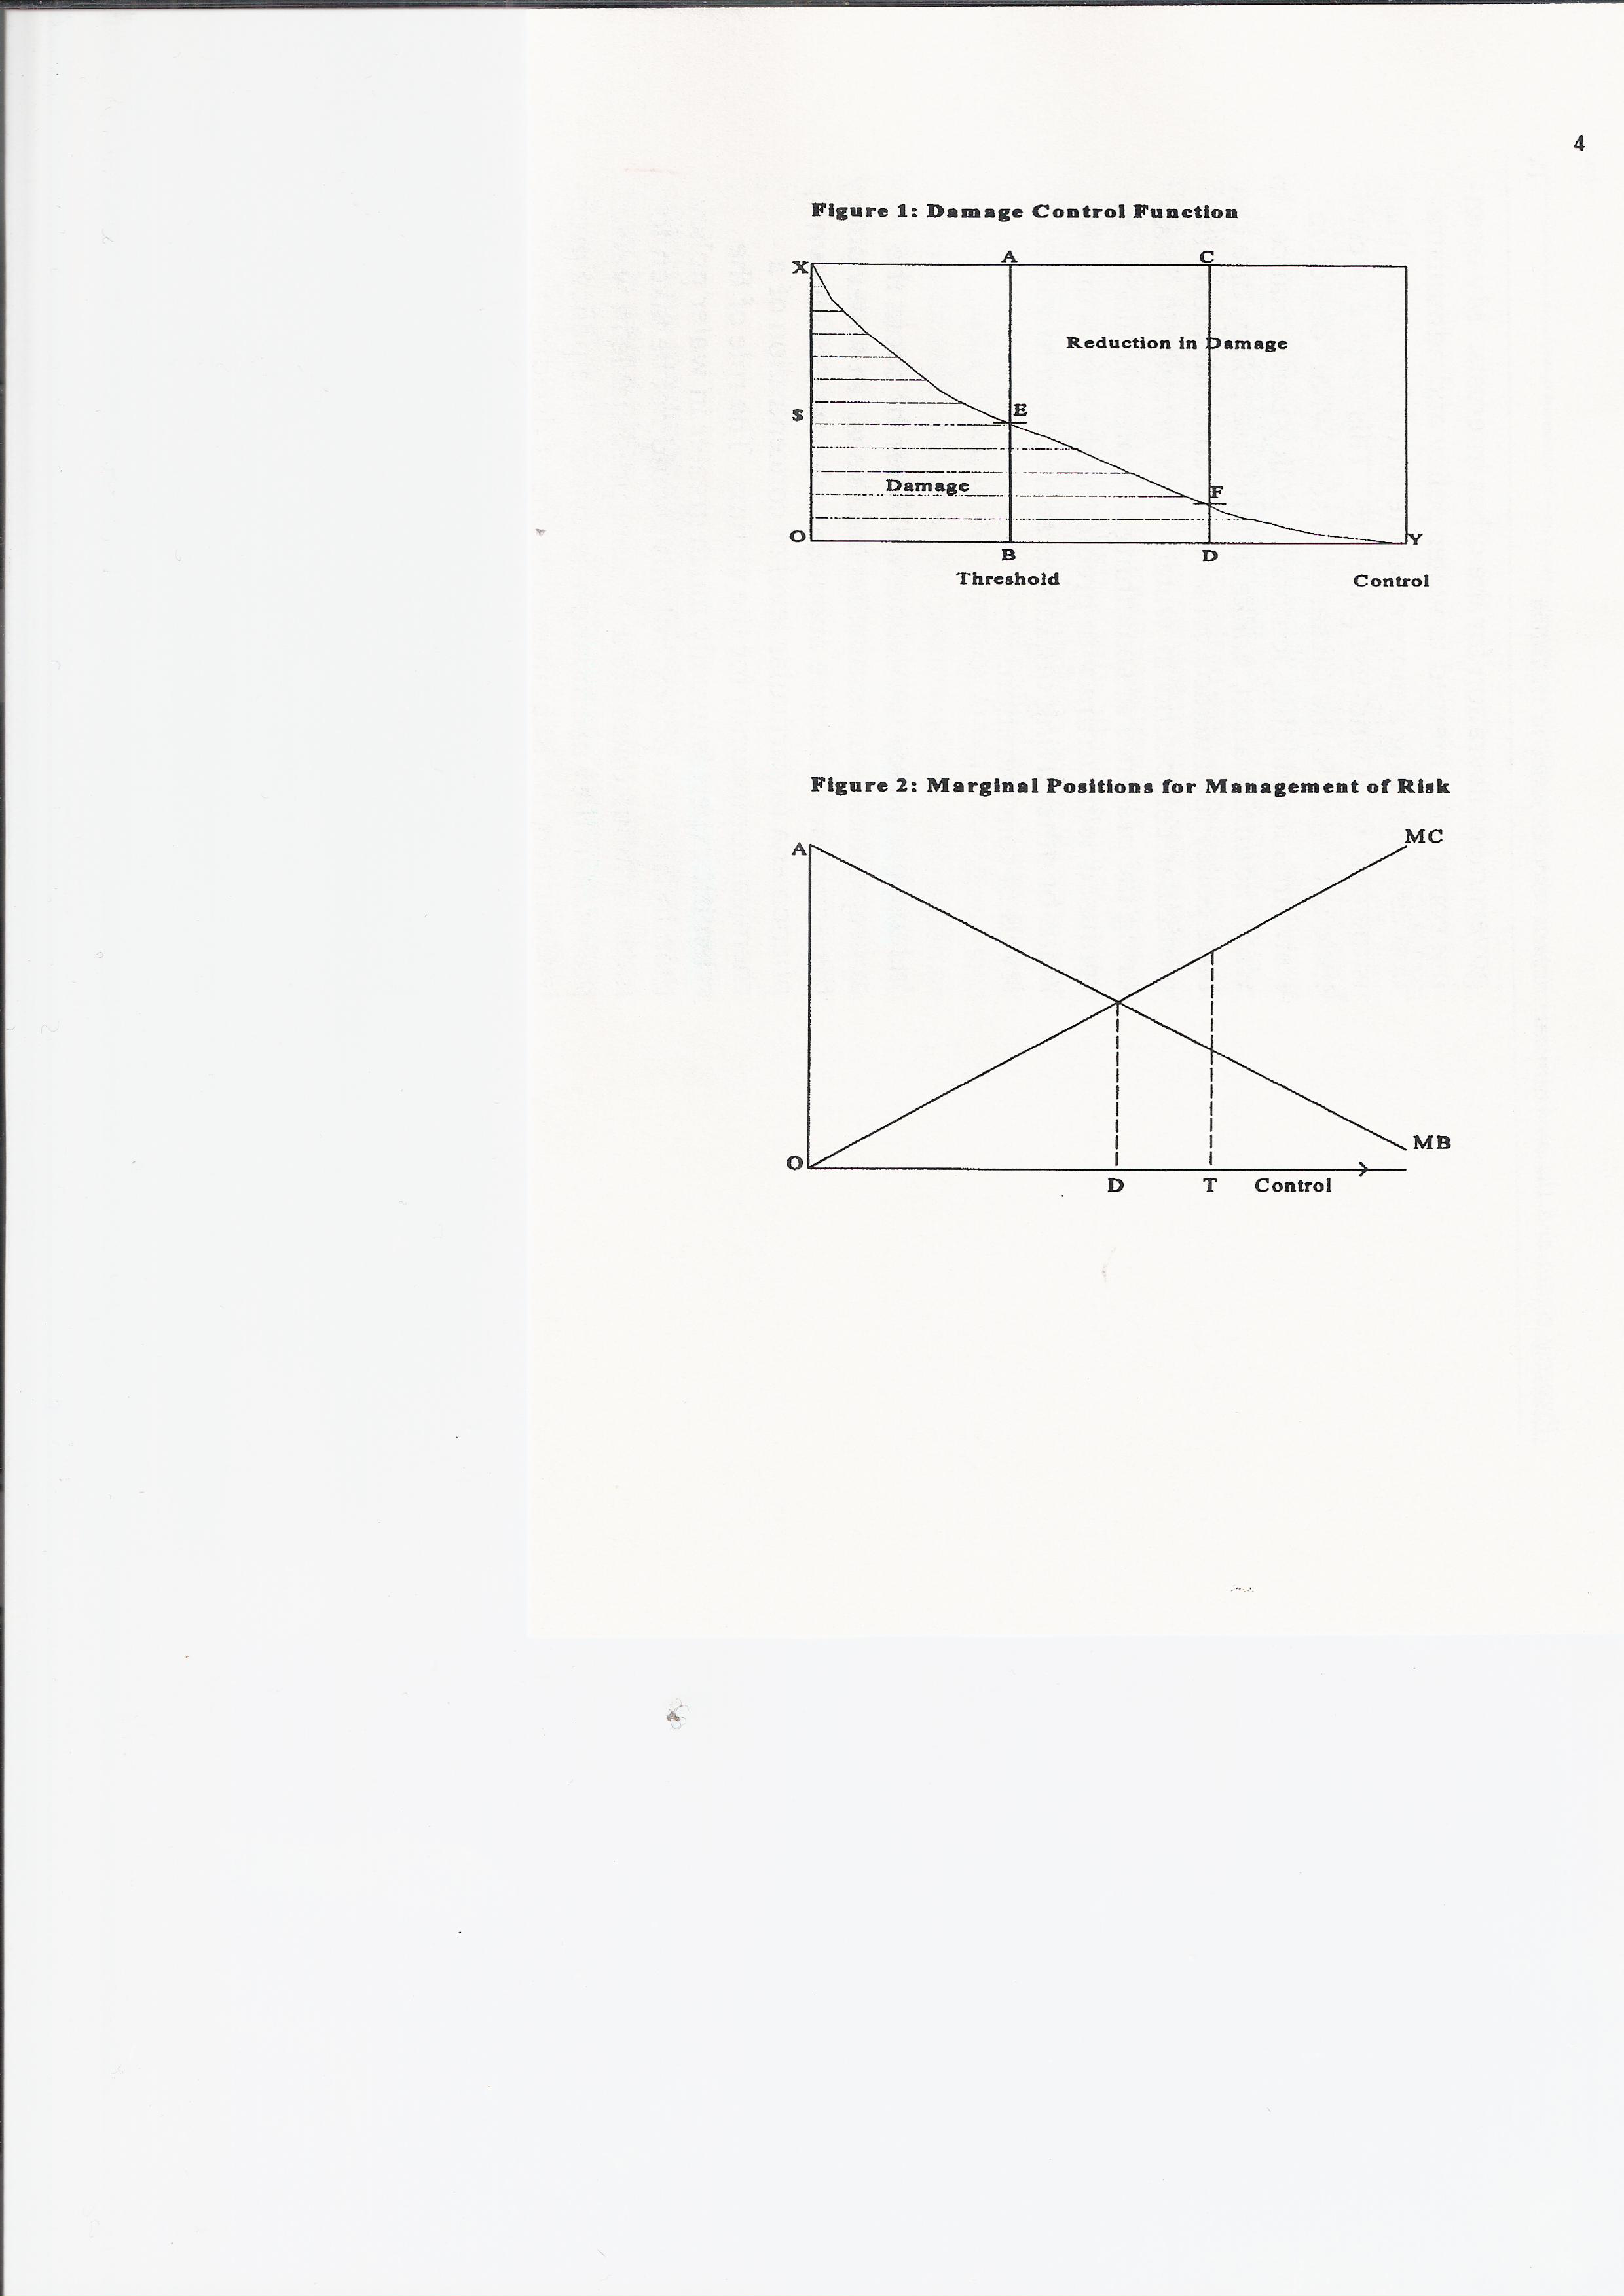 4
Figure 1: Damage Control Function
X
A
C
Reduction in Damage
E
$
Damage
F
O
Y
B
D
Threshold
Control
Figure 2: Marginal Positions for Management of Risk
MC
A
MB
O
D
T
Control